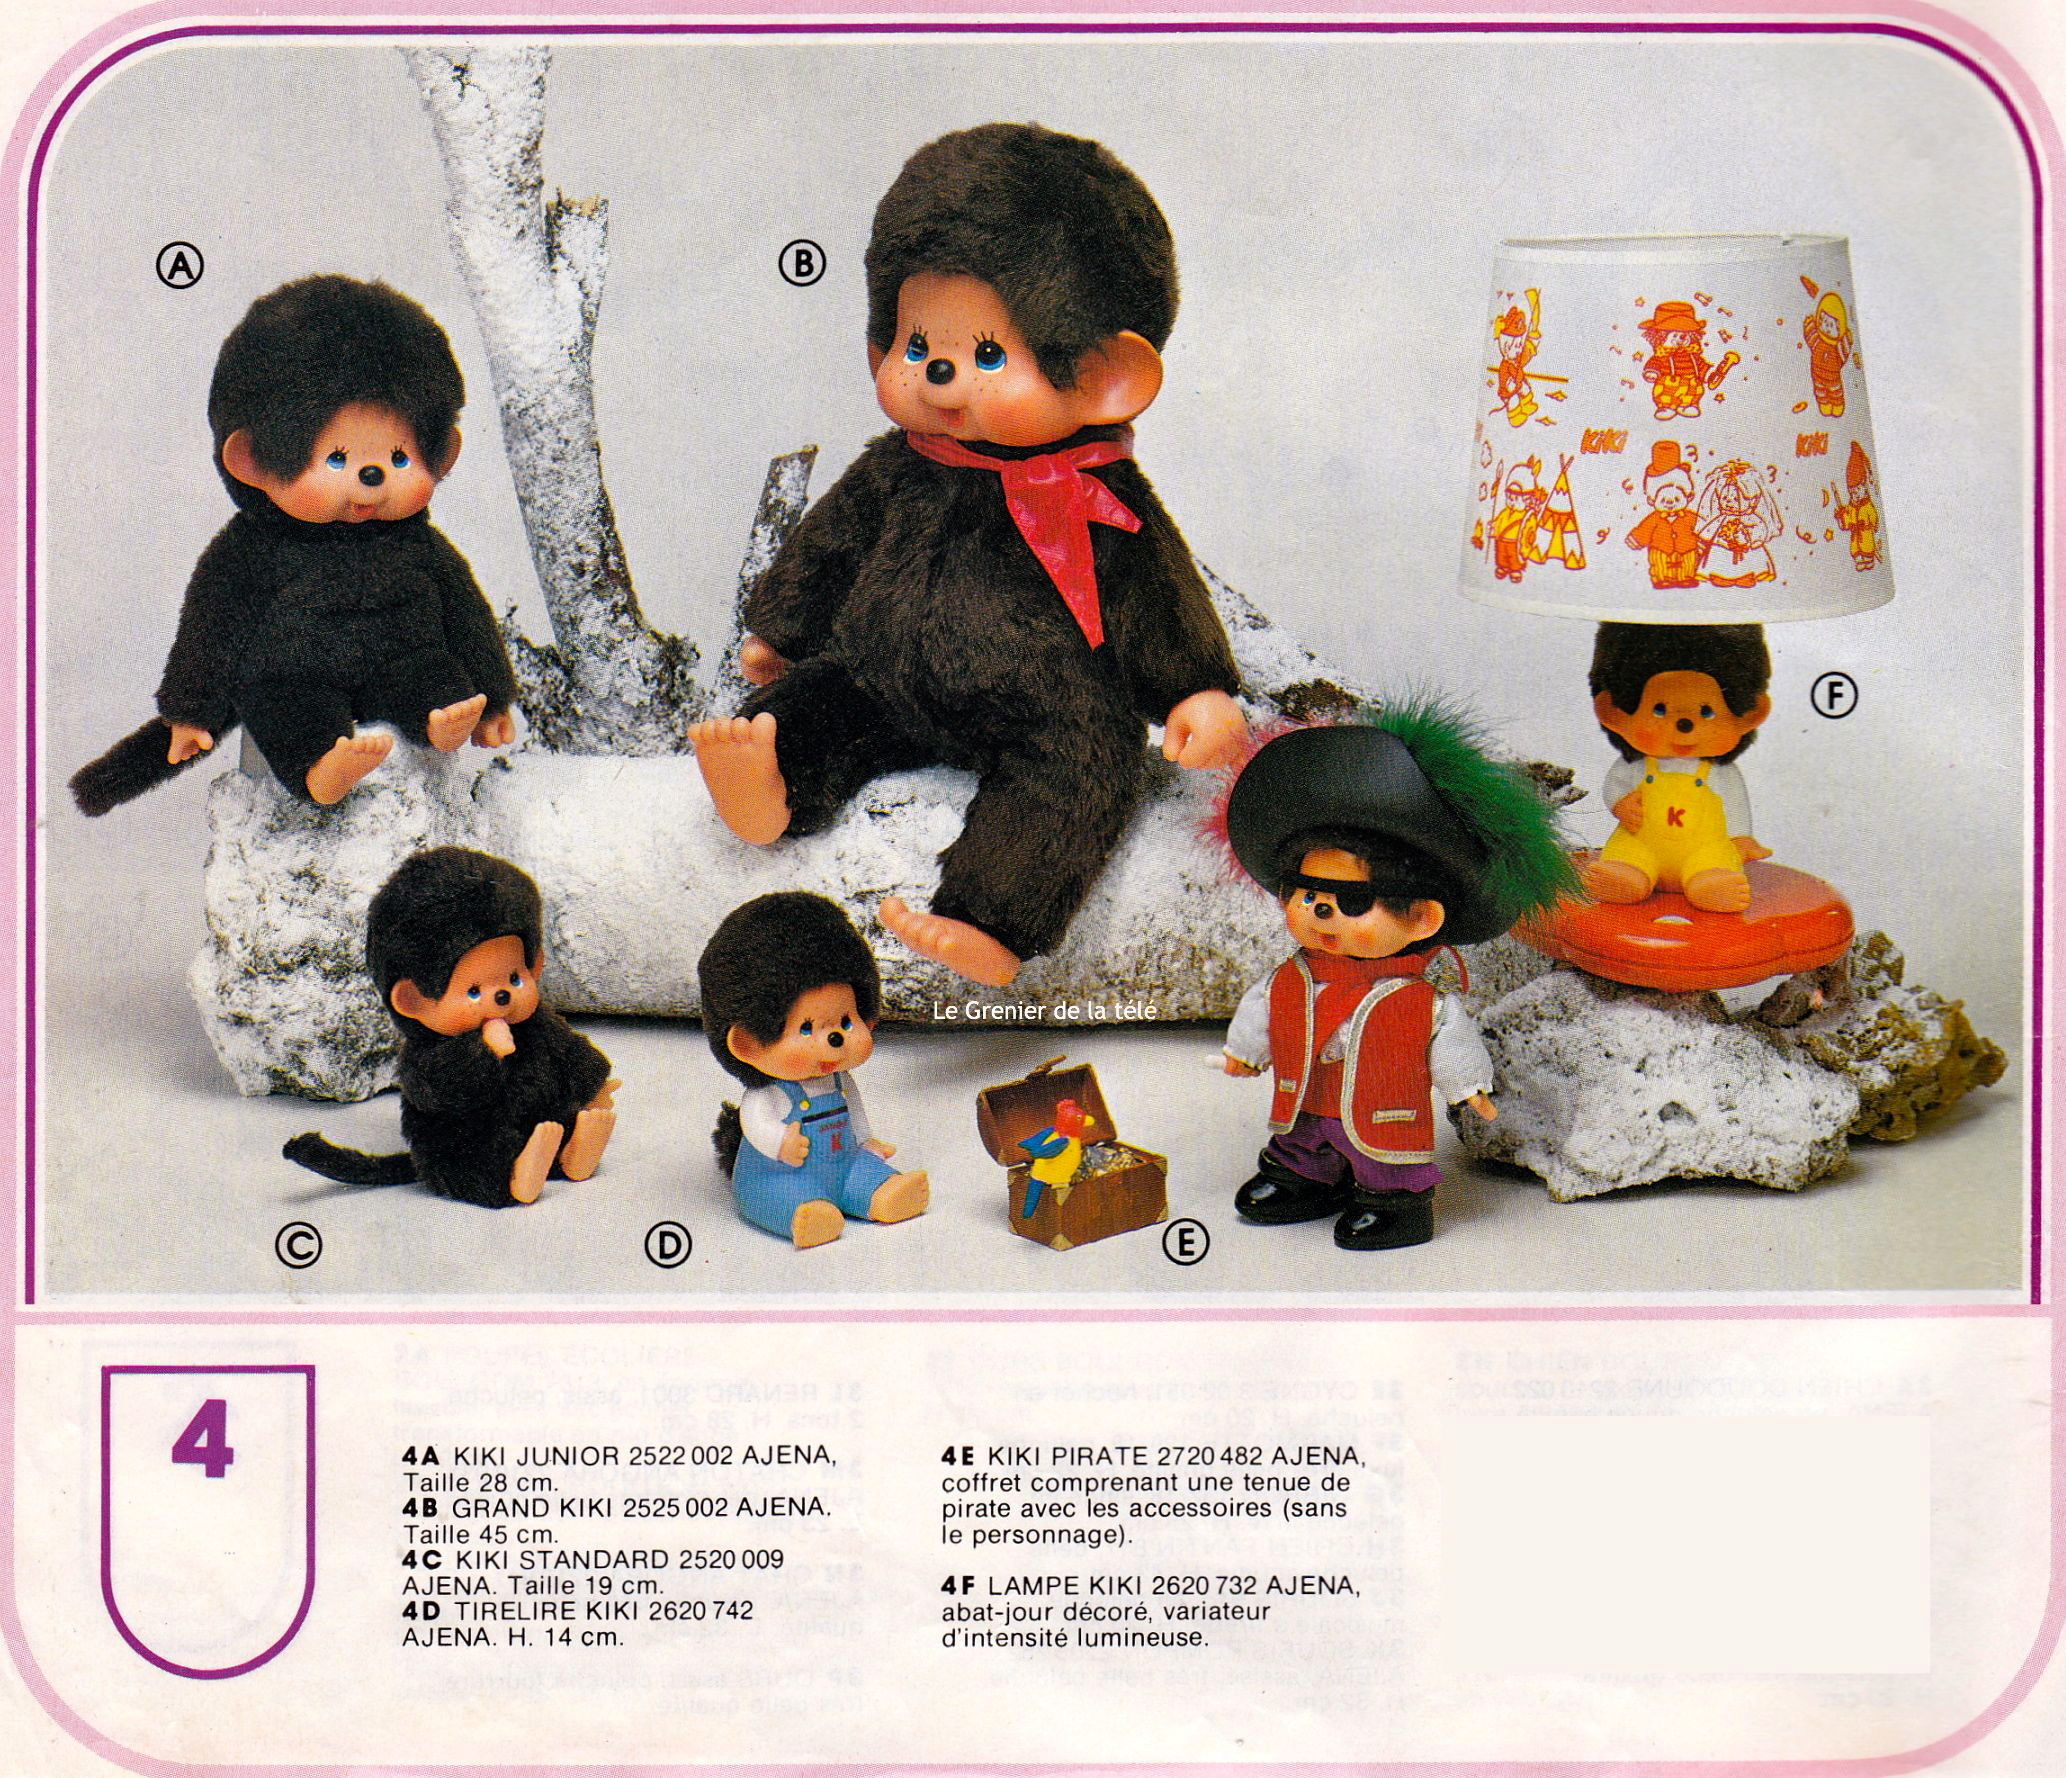 A
B
KiKi
KiKi
F
K
Le Grenier de la télé
K
C
D
E
4
4A KIKI JUNIOR 2522 002 AJENA,
Taille 28 cm.
4B GRAND KIKI 2525 002 AJENA.
Taille 45 cm.
4C KIKI STANDARD 2520 009
AJENA. Taille 19 cm.
4D TIRELIRE KIKI 2620 742
AJENA. H. 14 cm.
4E KIKI PIRATE 2720 482 AJENA,
coffret comprenant une tenue de
pirate avec les accessoires (sans
le personnage).
4F LAMPE KIKI 2620 732 AJENA,
abat-jour décoré, variateur
d'intensité lumineuse.